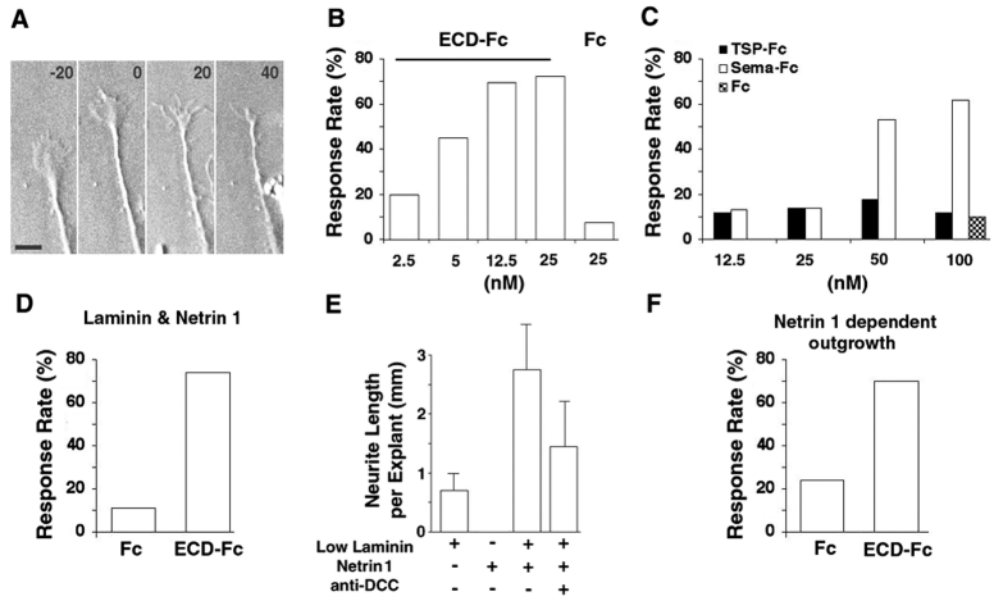 A
-20 0 20 40
B
ECD-Fc Fc
Response Rate (%)
80
60
40
20
0
2.5 5 12.5 25 25
(nM)
C
TSP-Fc
Sema-Fc
Fc
Response Rate (%)
80
60
40
20
0
12.5 25 50 100
(nM)
D
Laminin & Netrin 1
Response Rate (%)
80
60
40
20
0
Fc ECD-Fc
E
Neurite Length
per Explant (mm)
3
2
1
0
Low Laminin + - + +
Netrin1 - + + +
anti-DCC - - - +
F
Netrin 1 dependent
outgrowth
Response Rate (%)
80
60
40
20
0
Fc ECD-Fc